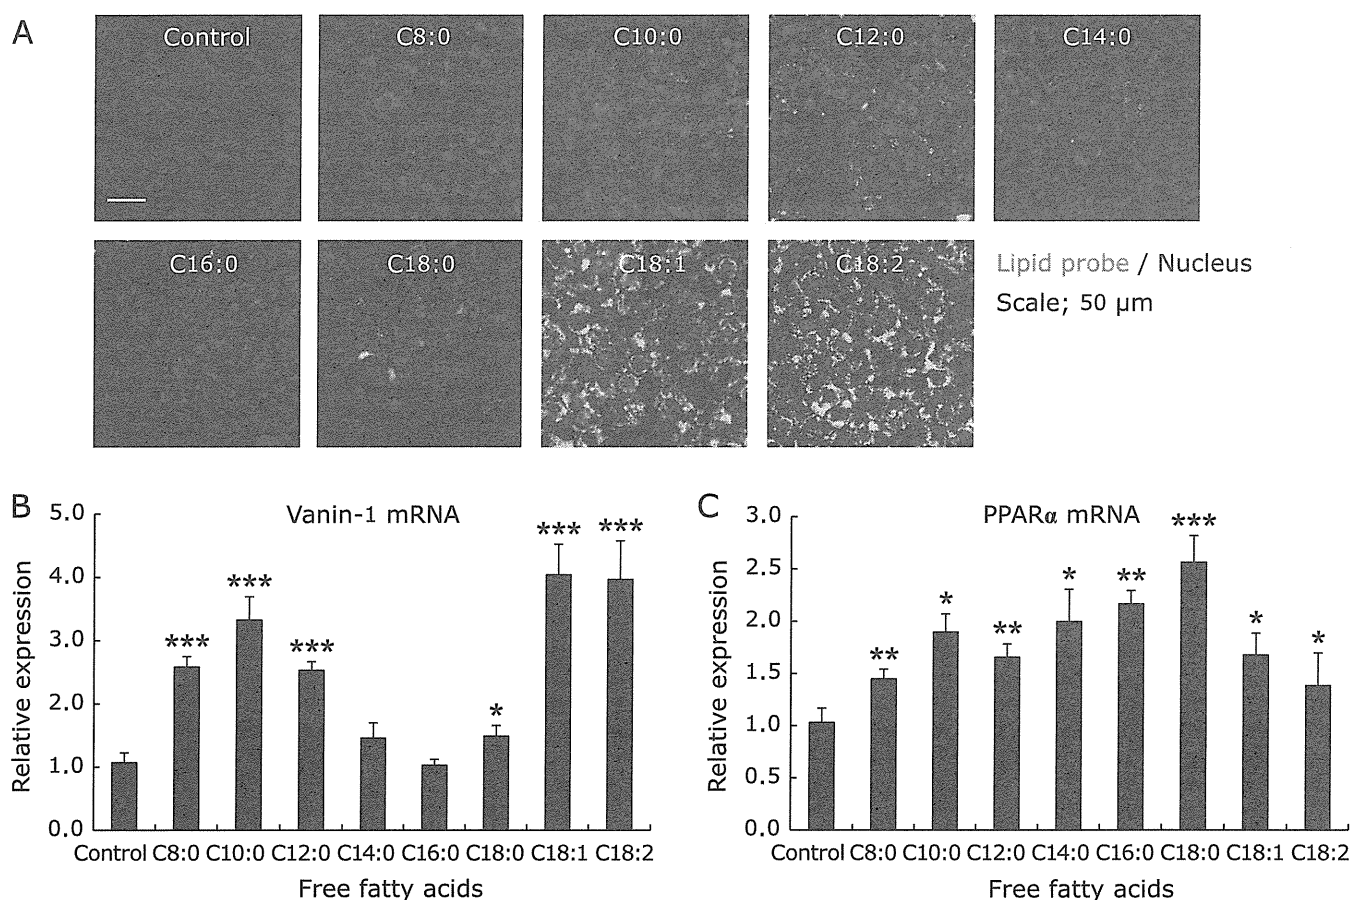 A
Control C8:0 C10:0 C12:0 C14:0
C16:0 C18:0 C18:1 C18:2
Lipid probe / Nucleus
Scale; 50 μm
B
Vanin-1 mRNA
Relative expression
5.0
4.0
3.0
2.0
1.0
0.0
*** *** *** * *** ***
Control C8:0 C10:0 C12:0 C14:0 C16:0 C18:0 C18:1 C18:2
Free fatty acids
C
PPARα mRNA
Relative expression
3.0
2.5
2.0
1.5
1.0
0.5
0.0
** * ** * ** *** * *
Control C8:0 C10:0 C12:0 C14:0 C16:0 C18:0 C18:1 C18:2
Free fatty acids